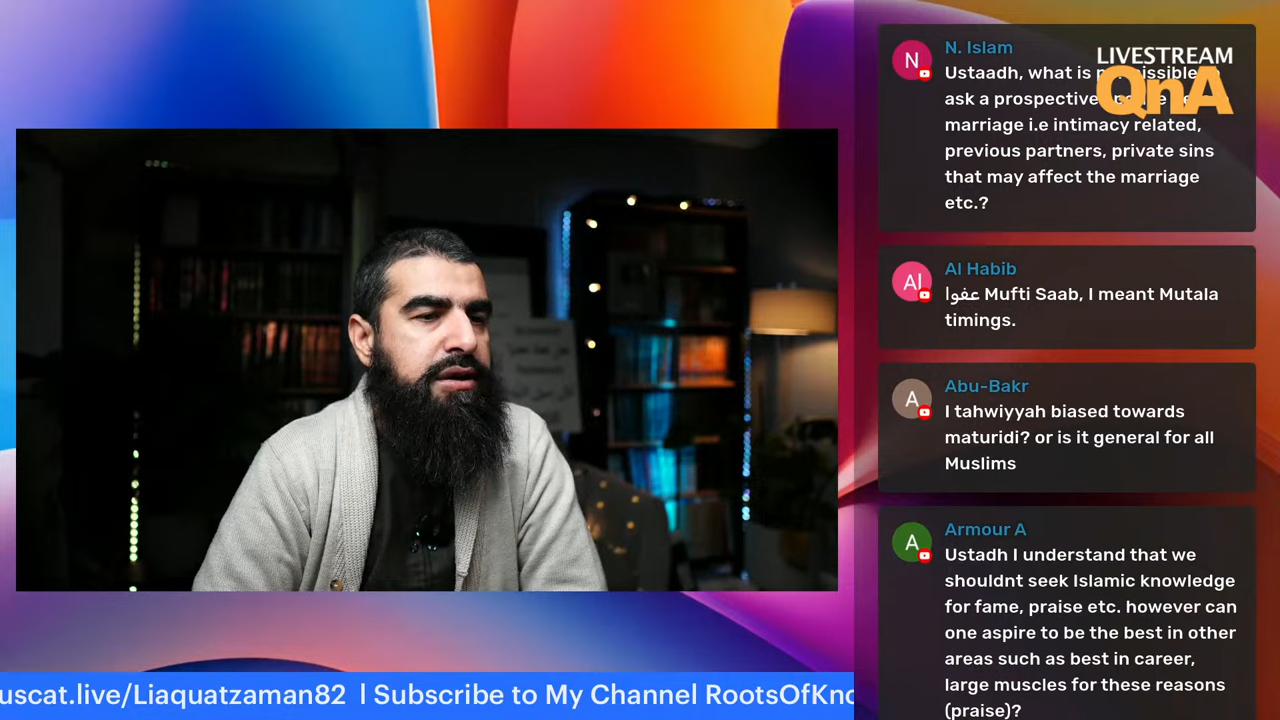 LIVESTREAM
QnA
N. Islam
Ustaadh, what is
ask a prospective
marriage i.e intimacy related,
previous partners, private sins
that may affect the marriage
etc.?
Al Habib
عفوا Mufti Saab, I meant Mutala
timings.
Abu-Bakr
I tahwiyyah biased towards
maturidi? or is it general for all
Muslims
Armour A
Ustadh I understand that we
shouldnt seek Islamic knowledge
for fame, praise etc. however can
one aspire to be the best in other
areas such as best in career,
large muscles for these reasons
(praise)?
uscat.live/Liaquatzaman82 | Subscribe to My Channel RootsOfKno